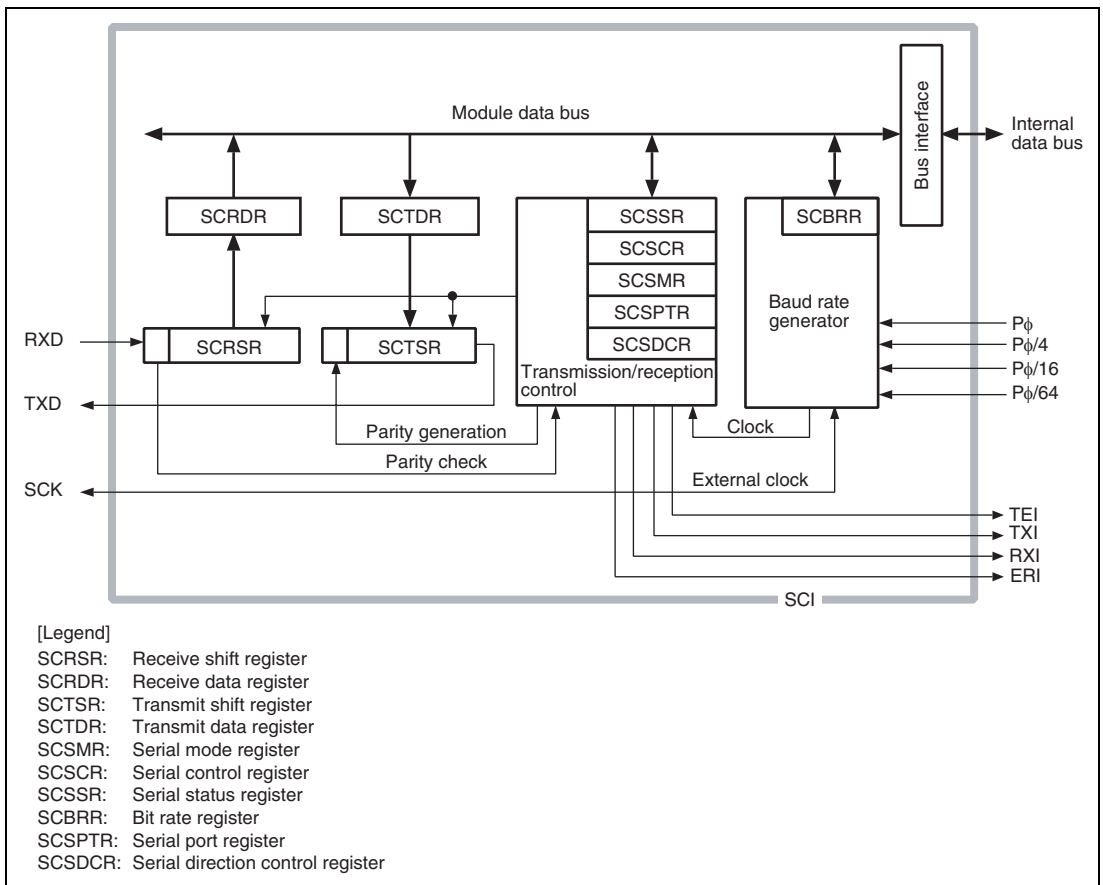 Module data bus
Bus interface
Internal
data bus
SCRDR
SCTDR
SCSSR
SCSCR
SCSMR
SCSPTR
SCSDCR
Transmission/reception
control
SCBRR
Baud rate
generator
Pϕ
Pϕ/4
Pϕ/16
Pϕ/64
RXD
SCRSR
SCTSR
TXD
Parity generation
Parity check
Clock
SCK
External clock
TEI
TXI
RXI
ERI
SCI
[Legend]
SCRSR: Receive shift register
SCRDR: Receive data register
SCTSR: Transmit shift register
SCTDR: Transmit data register
SCSMR: Serial mode register
SCSCR: Serial control register
SCSSR: Serial status register
SCBRR: Bit rate register
SCSPTR: Serial port register
SCSDCR: Serial direction control register